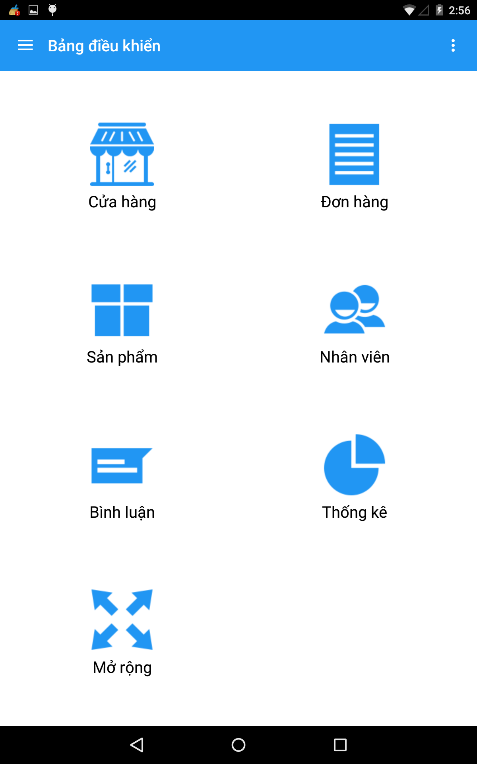 2:56
Bảng điều khiển
Cửa hàng
Đơn hàng
Sản phẩm
Nhân viên
Bình luận
Thống kê
Mở rộng